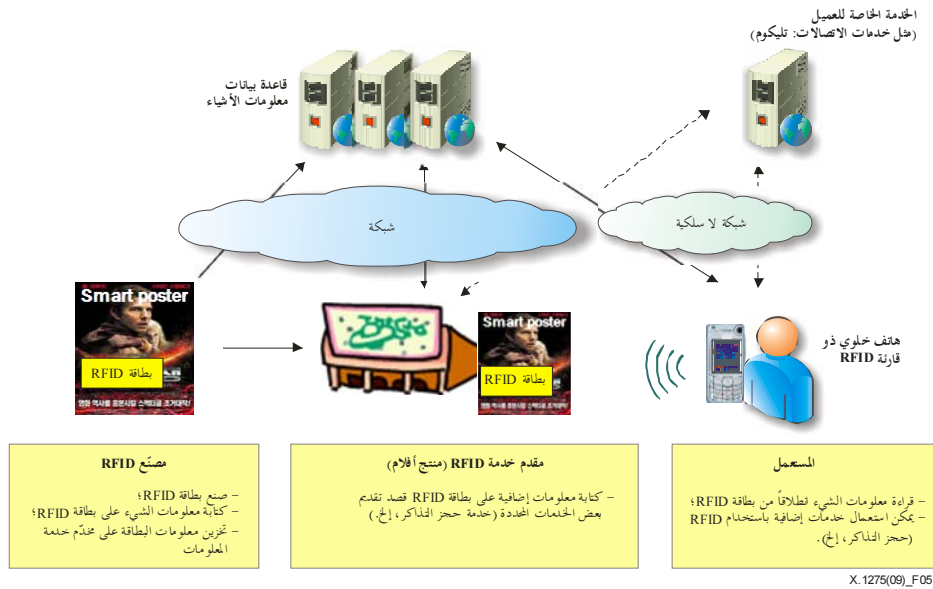 الخدمة الخاصة للعميل
(مثل خدمات الاتصالات: تليكوم)
قاعدة بيانات
معلومات الأشياء
شبكة
شبكة لا سلكية
Smart poster
بطاقة RFID
Smart poster
بطاقة RFID
هاتف خلوي ذو
قارئة RFID
مصنّع RFID
– صنع بطاقة RFID؛
– كتابة معلومات الشيء على بطاقة RFID؛
– تخزين معلومات البطاقة على مخدّم خدمة
المعلومات
مقدم خدمة RFID (منتج أفلام)
– كتابة معلومات إضافية على بطاقة RFID قصد تقديم
بعض الخدمات المحددة (خدمة حجز التذاكر، إلخ.)
المستعمل
– قراءة معلومات الشيء انطلاقاً من بطاقة RFID؛
– يمكن استعمال خدمات إضافية باستخدام RFID
(حجز التذاكر، إلخ).
X.1275(09)_F05